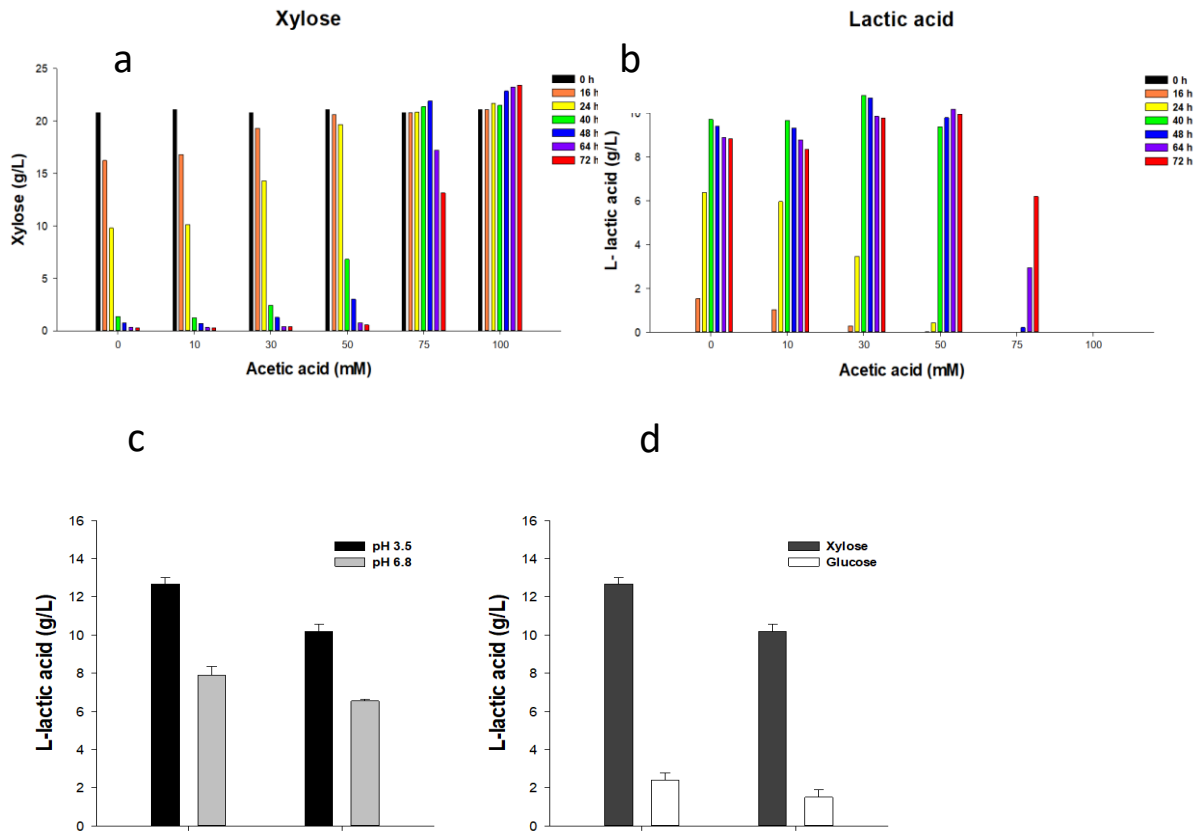 Xylose
a
25
20
15
10
5
0
Xylose (g/L)
0 h
16 h
24 h
40 h
48 h
64 h
72 h
0 10 30 50 75 100
Acetic acid (mM)
Lactic acid
b
10
8
6
4
2
0
L- lactic acid (g/L)
0 h
16 h
24 h
40 h
48 h
64 h
72 h
0 10 30 50 75 100
Acetic acid (mM)
c
16
14
12
10
8
6
4
2
0
L-lactic acid (g/L)
pH 3.5
pH 6.8
d
16
14
12
10
8
6
4
2
0
L-lactic acid (g/L)
Xylose
Glucose